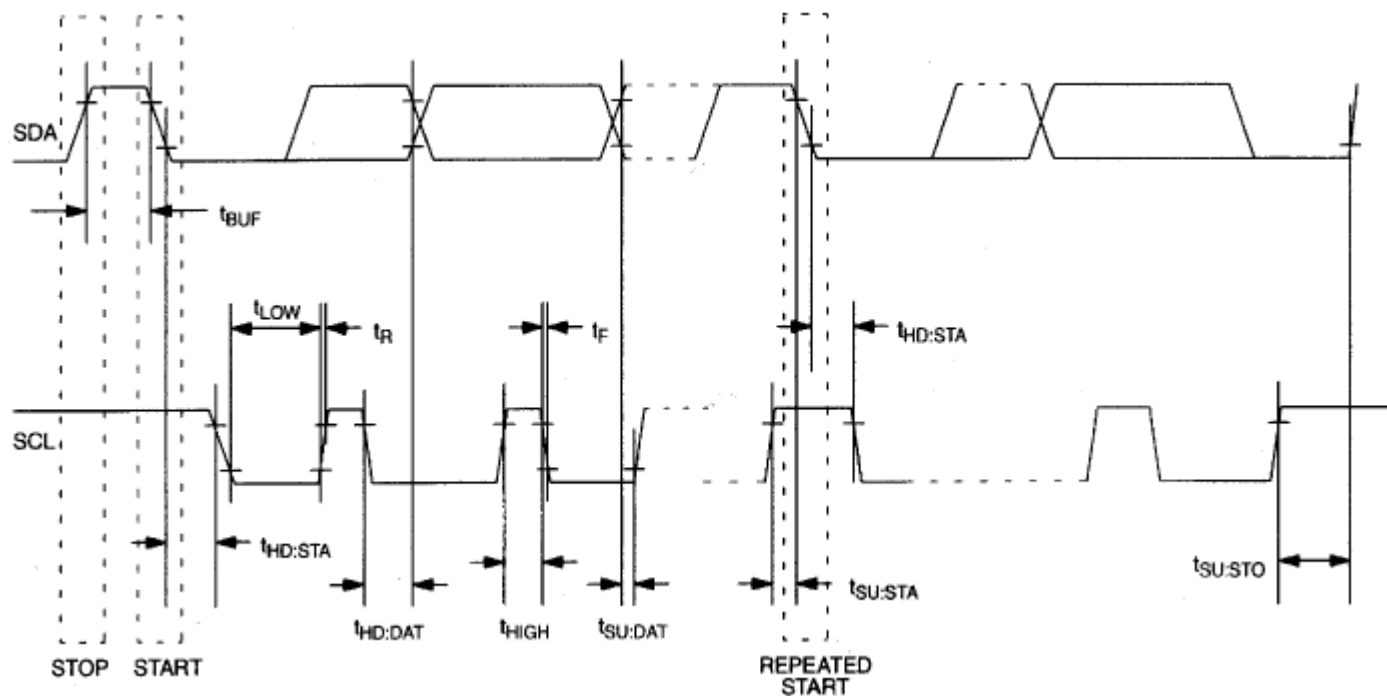 SDA
tBUF
tLOW
tR
tF
tHD:STA
SCL
tHD:STA
tSU:STO
tSU:STA
tHD:DAT
tHIGH
tSU:DAT
STOP
START
REPEATED
START